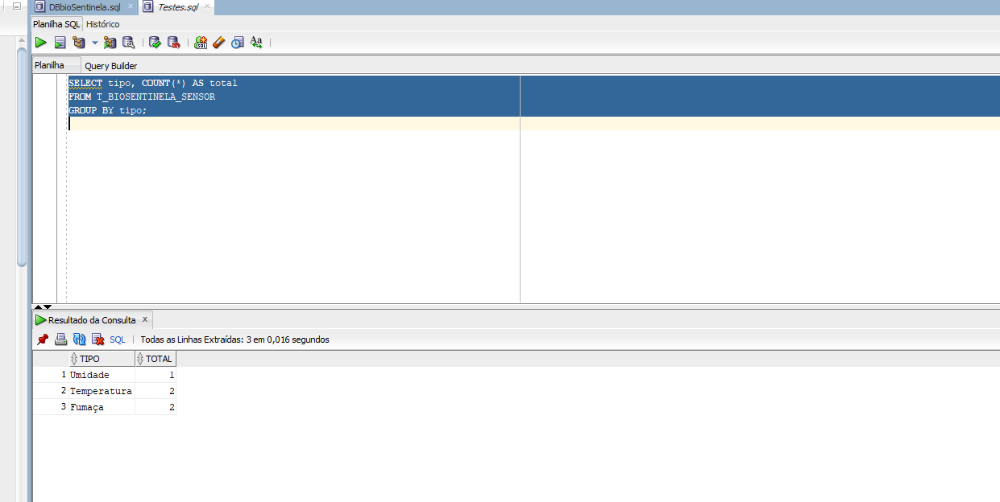 DBbioSentinela.sql Testes.sql
Planilha SQL Histórico
SQL Aa
Planilha Query Builder
SELECT tipo, COUNT(*) AS total
FROM T_BIOSENTINELA_SENSOR
GROUP BY tipo;
Resultado da Consulta x
SQL | Todas as Linhas Extraídas: 3 em 0,016 segundos
TIPO TOTAL
1 Umidade 1
2 Temperatura 2
3 Fumaça 2